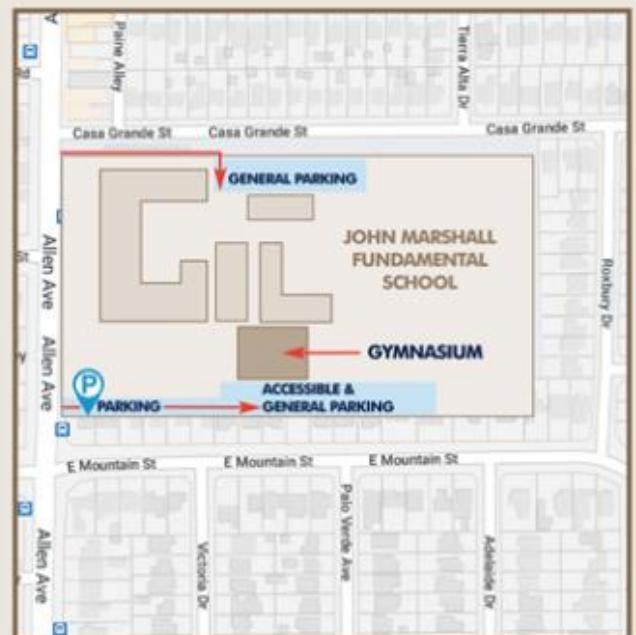 A
Paine Alley
Tierra Alta Dr
Rd
Casa Grande St
Casa Grande St
Casa Grande St
GENERAL PARKING
JOHN MARSHALL
FUNDAMENTAL
SCHOOL
St
Allen Ave
Roxbury Dr
Allen Ave
y
GYMNASIUM
P
PARKING
ACCESSIBLE &
GENERAL PARKING
E Mountain St
E Mountain St
E Mountain St
Allen Ave
Victoria Dr
Palo Verde Ave
Adelaide Dr